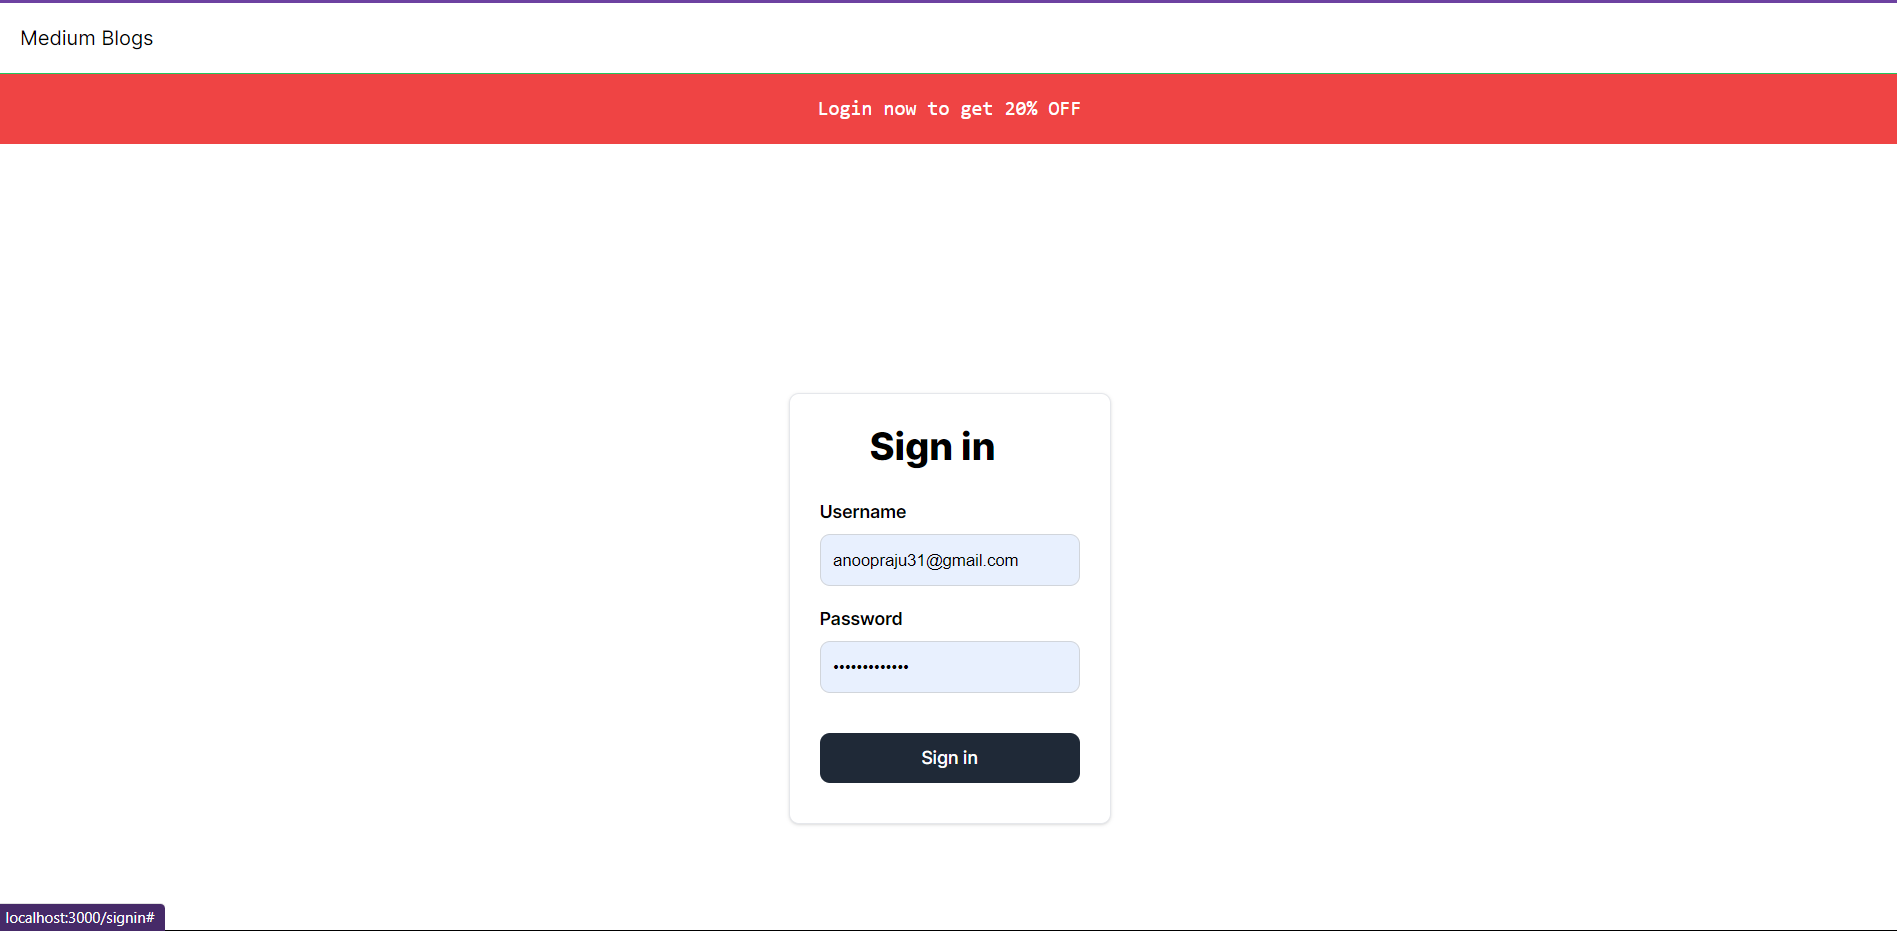 Medium Blogs
Login now to get 20% OFF
Sign in
Username
anoopraju31@gmail.com
Password
•••••••••••••
Sign in
localhost:3000/signin#